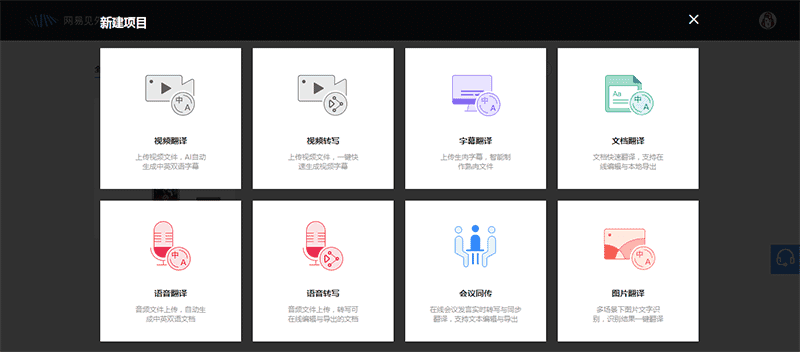 网易见外
新建项目
视频翻译
上传视频文件，AI自动
生成中英双语字幕
视频转写
上传视频文件，一键快
速生成视频字幕
字幕翻译
上传生肉字幕，智能制
作熟肉文件
文档翻译
文档快速翻译，支持在
线编辑与本地导出
中
A
中
A
Aa
中
A
语音翻译
音频文件上传，自动生
成中英双语文档
语音转写
音频文件上传，转写可
在线编辑与导出的文档
会议同传
在线会议发言实时转写与同步
翻译，支持文本编辑与导出
图片翻译
多场景下图片文字识
别，识别结果一键翻译
中
A
中
A